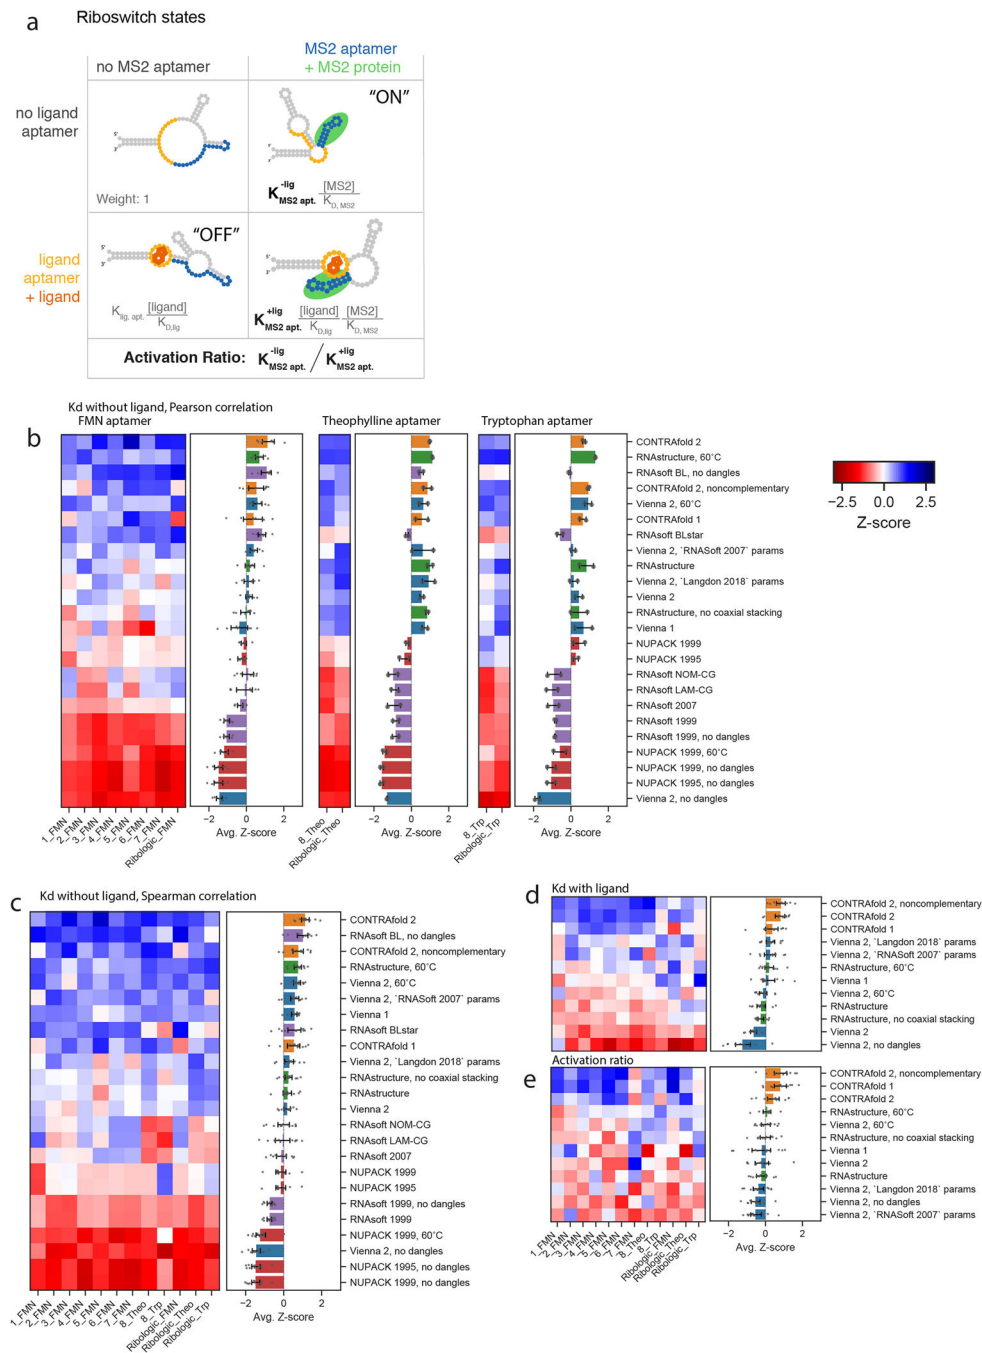 a
Riboswitch states
no MS2 aptamer
MS2 aptamer
+ MS2 protein
no ligand
aptamer
5'
3'
Weight: 1
"ON"
K -lig MS2 apt. [MS2] / K D, MS2
ligand
aptamer
+ ligand
5'
3'
"OFF"
K lig. apt. [ligand] / K D,lig
5'
3'
K +lig MS2 apt. [ligand] / K D,lig [MS2] / K D, MS2
Activation Ratio: K -lig MS2 apt. / K +lig MS2 apt.
b
Kd without ligand, Pearson correlation
FMN aptamer
Theophylline aptamer
Tryptophan aptamer
CONTRAfold 2
RNAstructure, 60˚C
RNAsoft BL, no dangles
CONTRAfold 2, noncomplementary
Vienna 2, 60˚C
CONTRAfold 1
RNAsoft BLstar
Vienna 2, `RNASoft 2007` params
RNAstructure
Vienna 2, `Langdon 2018` params
Vienna 2
RNAstructure, no coaxial stacking
Vienna 1
NUPACK 1999
NUPACK 1995
RNAsoft NOM-CG
RNAsoft LAM-CG
RNAsoft 2007
RNAsoft 1999
RNAsoft 1999, no dangles
NUPACK 1999, 60˚C
NUPACK 1999, no dangles
NUPACK 1995, no dangles
Vienna 2, no dangles
−2.5 0.0 2.5
Z-score
1_FMN
2_FMN
3_FMN
4_FMN
5_FMN
6_FMN
7_FMN
Ribologic_FMN
−2 0 2
Avg. Z-score
8_Theo
Ribologic_Theo
−2 0 2
Avg. Z-score
8_Trp
Ribologic_Trp
−2 0 2
Avg. Z-score
c
Kd without ligand, Spearman correlation
CONTRAfold 2
RNAsoft BL, no dangles
CONTRAfold 2, noncomplementary
RNAstructure, 60˚C
Vienna 2, 60˚C
Vienna 2, `RNASoft 2007` params
Vienna 1
RNAsoft BLstar
CONTRAfold 1
Vienna 2, `Langdon 2018` params
RNAstructure, no coaxial stacking
RNAstructure
Vienna 2
RNAsoft NOM-CG
RNAsoft LAM-CG
RNAsoft 2007
NUPACK 1999
NUPACK 1995
RNAsoft 1999, no dangles
RNAsoft 1999
NUPACK 1999, 60˚C
Vienna 2, no dangles
NUPACK 1995, no dangles
NUPACK 1999, no dangles
1_FMN
2_FMN
3_FMN
4_FMN
5_FMN
6_FMN
7_FMN
8_Theo
8_Trp
Ribologic_FMN
Ribologic_Theo
Ribologic_Trp
−2 0 2
Avg. Z-score
d
Kd with ligand
CONTRAfold 2, noncomplementary
CONTRAfold 2
CONTRAfold 1
Vienna 2, `Langdon 2018` params
Vienna 2, `RNASoft 2007` params
RNAstructure, 60˚C
Vienna 1
Vienna 2, 60˚C
RNAstructure
RNAstructure, no coaxial stacking
Vienna 2
Vienna 2, no dangles
e
Activation ratio
CONTRAfold 2, noncomplementary
CONTRAfold 1
CONTRAfold 2
RNAstructure, 60˚C
Vienna 2, 60˚C
RNAstructure, no coaxial stacking
Vienna 1
Vienna 2
RNAstructure
Vienna 2, `Langdon 2018` params
Vienna 2, no dangles
Vienna 2, `RNASoft 2007` params
1_FMN
2_FMN
3_FMN
4_FMN
5_FMN
6_FMN
8_Theo
8_Trp
Ribologic_FMN
Ribologic_Theo
Ribologic_Trp
−2 0 2
Avg. Z-score